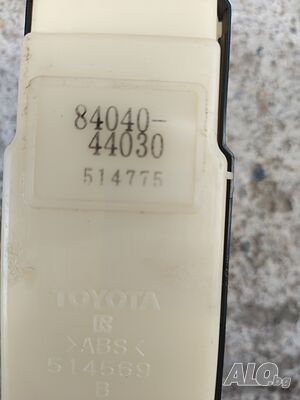 84040-
44030
514775
TOYOTA
R
>ABS<
514569
B
ALO.bg